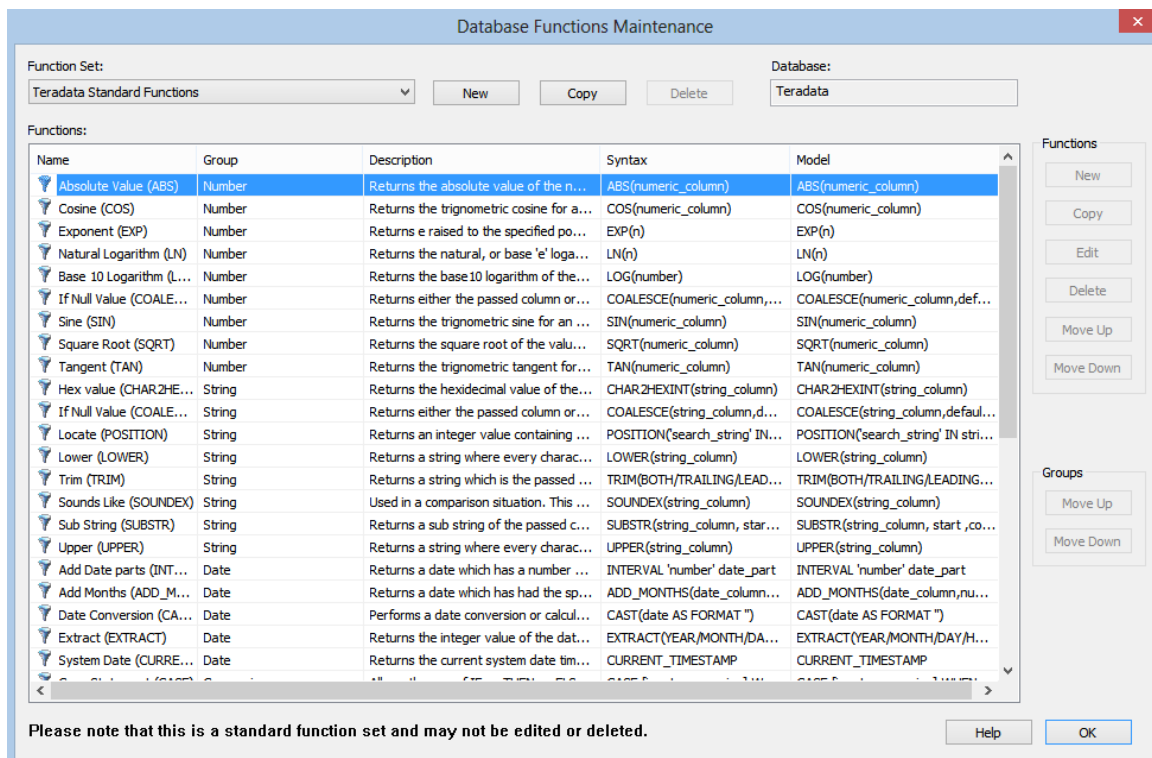 Database Functions Maintenance
Function Set:
Database:
Teradata Standard Functions
New
Copy
Delete
Teradata
Functions:
Name Group Description Syntax Model
Absolute Value (ABS) Number Returns the absolute value of the n... ABS(numeric_column) ABS(numeric_column)
Cosine (COS) Number Returns the trignometric cosine for a... COS(numeric_column) COS(numeric_column)
Exponent (EXP) Number Returns e raised to the specified po... EXP(n) EXP(n)
Natural Logarithm (LN) Number Returns the natural, or base 'e' loga... LN(n) LN(n)
Base 10 Logarithm (L... Number Returns the base10 logarithm of the... LOG(number) LOG(number)
If Null Value (COALE... Number Returns either the passed column or... COALESCE(numeric_column,... COALESCE(numeric_column,def...
Sine (SIN) Number Returns the trignometric sine for an ... SIN(numeric_column) SIN(numeric_column)
Square Root (SQRT) Number Returns the square root of the valu... SQRT(numeric_column) SQRT(numeric_column)
Tangent (TAN) Number Returns the trignometric tangent for... TAN(numeric_column) TAN(numeric_column)
Hex value (CHAR2HE... String Returns the hexidecimal value of the... CHAR2HEXINT(string_column) CHAR2HEXINT(string_column)
If Null Value (COALE... String Returns either the passed column or... COALESCE(string_column,d... COALESCE(string_column,defaul...
Locate (POSITION) String Returns an integer value containing ... POSITION('search_string' IN... POSITION('search_string' IN stri...
Lower (LOWER) String Returns a string where every charac... LOWER(string_column) LOWER(string_column)
Trim (TRIM) String Returns a string which is the passed ... TRIM(BOTH/TRAILING/LEAD... TRIM(BOTH/TRAILING/LEADING...
Sounds Like (SOUNDEX) String Used in a comparison situation. This ... SOUNDEX(string_column) SOUNDEX(string_column)
Sub String (SUBSTR) String Returns a sub string of the passed c... SUBSTR(string_column, star... SUBSTR(string_column, start ,co...
Upper (UPPER) String Returns a string where every charac... UPPER(string_column) UPPER(string_column)
Add Date parts (INT... Date Returns a date which has a number ... INTERVAL 'number' date_part INTERVAL 'number' date_part
Add Months (ADD_M... Date Returns a date which has had the sp... ADD_MONTHS(date_column... ADD_MONTHS(date_column,nu...
Date Conversion (CA... Date Performs a date conversion or calcul... CAST(date AS FORMAT '') CAST(date AS FORMAT '')
Extract (EXTRACT) Date Returns the integer value of the dat... EXTRACT(YEAR/MONTH/DA... EXTRACT(YEAR/MONTH/DAY/H...
System Date (CURRE... Date Returns the current system date tim... CURRENT_TIMESTAMP CURRENT_TIMESTAMP
Functions
New
Copy
Edit
Delete
Move Up
Move Down
Groups
Move Up
Move Down
Please note that this is a standard function set and may not be edited or deleted.
Help
OK